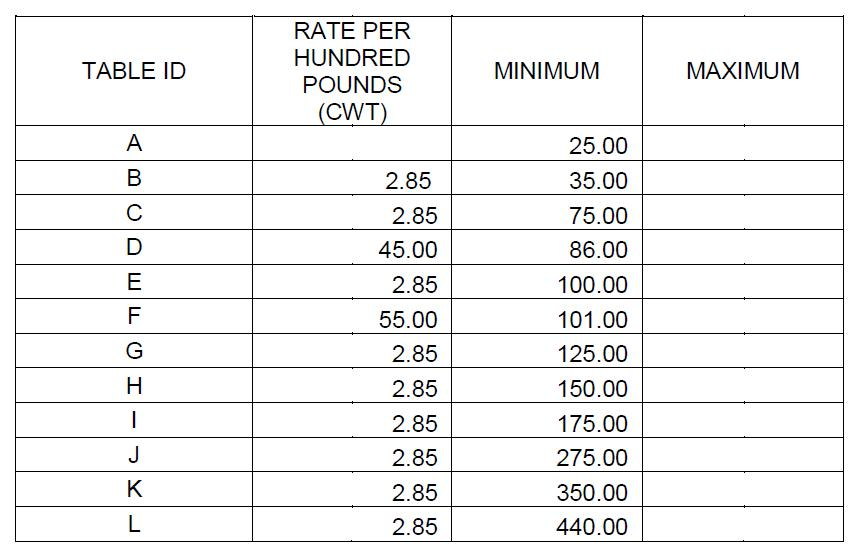 TABLE ID RATE PER HUNDRED POUNDS (CWT) MINIMUM MAXIMUM
A 25.00
B 2.85 35.00
C 2.85 75.00
D 45.00 86.00
E 2.85 100.00
F 55.00 101.00
G 2.85 125.00
H 2.85 150.00
I 2.85 175.00
J 2.85 275.00
K 2.85 350.00
L 2.85 440.00